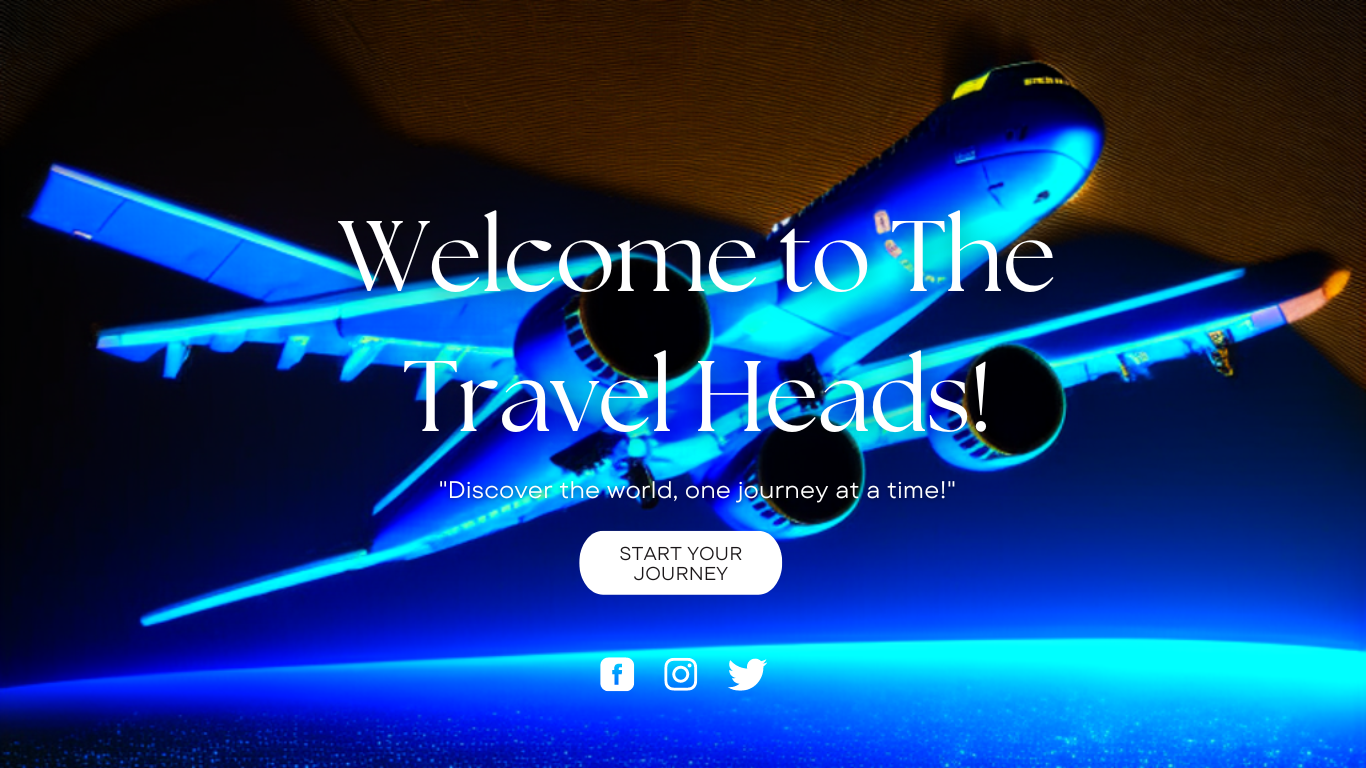 Welcome to The
Travel Heads!
"Discover the world, one journey at a time!"
START YOUR
JOURNEY